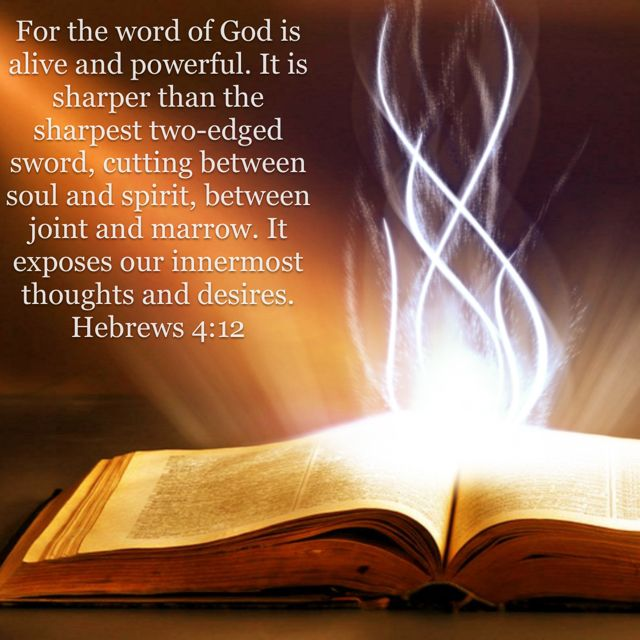 For the word of God is
alive and powerful. It is
sharper than the
sharpest two-edged
sword, cutting between
soul and spirit, between
joint and marrow. It
exposes our innermost
thoughts and desires.
Hebrews 4:12